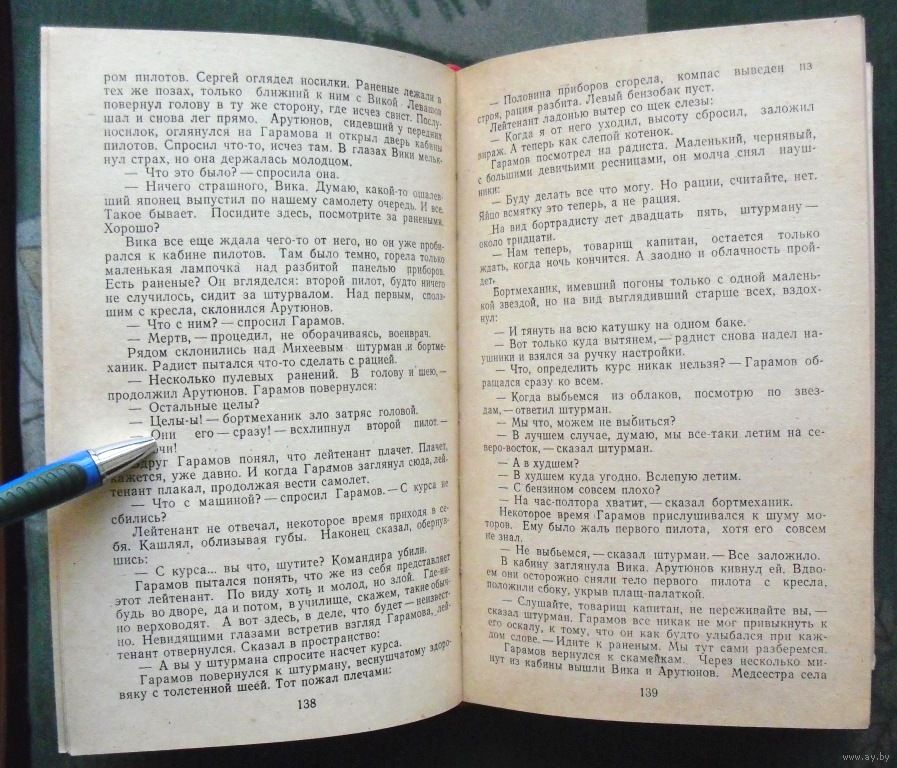 ром пилотов. Сергей оглядел носилки. Раненые лежали в
тех же позах, только ближний к ним с Викой Левашов
повернул голову в ту же сторону, где исчез свист. Послу-
шал и снова лег прямо. Арутюнов, сидевший у передних
носилок, оглянулся на Гарамова и открыл дверь кабины
пилотов. Спросил что-то, исчез там. В глазах Вики мельк-
нул страх, но она держалась молодцом.
— Что это было? — спросила она.
— Ничего страшного, Вика. Думаю, какой-то ошалев-
ший японец выпустил по нашему самолету очередь. И все.
Такое бывает. Посидите здесь, посмотрите за ранеными.
Хорошо?
Вика все еще ждала чего-то от него, но он уже проби-
рался к кабине пилотов. Там было темно, горела только
маленькая лампочка над разбитой панелью приборов.
Есть раненые? Он вгляделся: второй пилот, будто ничего
не случилось, сидит за штурвалом. Над первым, сполз-
шим с кресла, склонился Арутюнов.
— Что с ним? — спросил Гарамов.
— Мертв, — процедил, не оборачиваясь, военврач.
Рядом склонились над Михеевым штурман и бортме-
ханик. Радист пытался что-то сделать с рацией.
— Несколько пулевых ранений. В голову и шею, —
продолжил Арутюнов. Гарамов повернулся:
— Остальные целы?
— Целы-ы! — бортмеханик зло затряс головой.
— Они его — сразу! — всхлипнул второй пилот. —
очи!
Вдруг Гарамов понял, что лейтенант плачет. Плачет,
кажется, уже давно. И когда Гарамов заглянул сюда, лей-
тенант плакал, продолжая вести самолет.
— Что с машиной? — спросил Гарамов. — С курса не
сбились?
Лейтенант не отвечал, некоторое время приходя в се-
бя. Кашлял, облизывая губы. Наконец сказал, обернув-
шись:
— С курса... вы что, шутите? Командира убили.
Гарамов пытался понять, что же из себя представляет
этот лейтенант. По виду хоть и молод, но злой. Где-ни-
будь во дворе, да и потом, в училище, скажем, такие обыч-
но верховодят. А вот здесь, в деле, что будет — неизвест-
но. Невидящими глазами встретив взгляд Гарамова, лей-
тенант отвернулся. Сказал в пространство:
— А вы у штурмана спросите насчет курса.
Гарамов повернулся к штурману, веснушчатому здоро-
вяку с толстенной шеей. Тот пожал плечами:
138
— Половина приборов сгорела, компас выведен из
строя, рация разбита. Левый бензобак пуст.
Лейтенант ладонью вытер со щек слезы:
— Когда я от него уходил, высоту сбросил, заложил
вираж. А теперь как слепой котенок.
Гарамов посмотрел на радиста. Маленький, чернявый,
с большими девичьими ресницами, он молча снял науш-
ники:
— Буду делать все что могу. Но рации, считайте, нет.
Яйцо всмятку это теперь, а не рация.
На вид бортрадисту лет двадцать пять, штурману —
около тридцати.
— Нам теперь, товарищ капитан, остается только
ждать, когда ночь кончится. А заодно и облачность прой-
дет.
Бортмеханик, имевший погоны только с одной малень-
кой звездой, но на вид выглядивший старше всех, вздох-
нул:
— И тянуть на всю катушку на одном баке.
— Вот только куда вытянем, — радист снова надел на-
ушники и взялся за ручку настройки.
— Что, определить курс никак нельзя? — Гарамов об-
ращался сразу ко всем.
— Когда выбьемся из облаков, посмотрю по звез-
дам, — ответил штурман.
— Мы что, можем не выбиться?
— В лучшем случае, думаю, мы все-таки летим на се-
веро-восток, — сказал штурман.
— А в худшем?
— В худшем куда угодно. Вслепую летим.
— С бензином совсем плохо?
— На час-полтора хватит, — сказал бортмеханик.
Некоторое время Гарамов прислушивался к шуму мо-
торов. Ему было жаль первого пилота, хотя его совсем
не знал.
— Не выбьемся, — сказал штурман. — Все заложило.
В кабину заглянула Вика. Арутюнов кивнул ей. Вдво-
ем они осторожно сняли тело первого пилота с кресла,
положили сбоку, укрыв плащ-палаткой.
— Слушайте, товарищ капитан, не переживайте вы, —
сказал штурман. Гарамов все никак не мог привыкнуть к
его оскалу, к тому, что он как будто улыбался при каж-
дом слове. — Идите к раненым. Мы тут сами разберемся.
Гарамов вернулся к скамейкам. Через несколько ми-
нут из кабины вышли Вика и Арутюнов. Медсестра села
139
www.ay.by